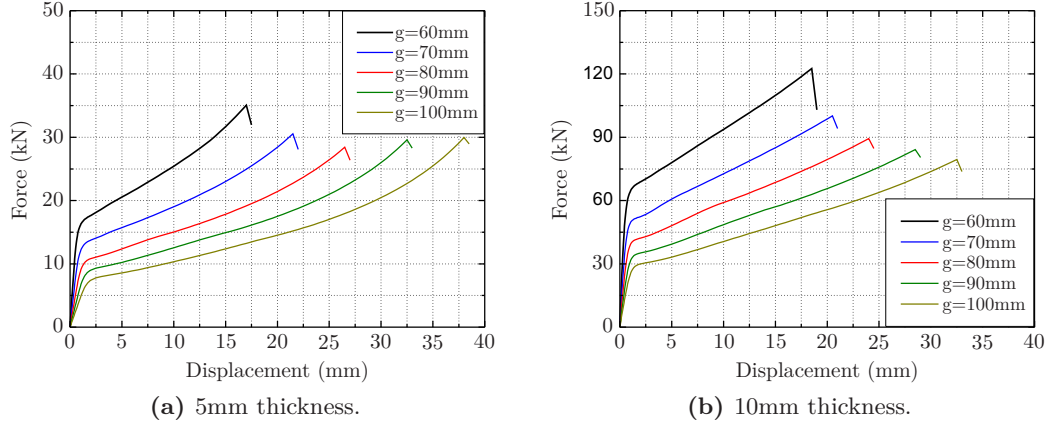 50
40
30
20
10
0
Force (kN)
0 5 10 15 20 25 30 35 40
Displacement (mm)
g=60mm
g=70mm
g=80mm
g=90mm
g=100mm
(a) 5mm thickness.
150
120
90
60
30
0
Force (kN)
0 5 10 15 20 25 30 35 40
Displacement (mm)
g=60mm
g=70mm
g=80mm
g=90mm
g=100mm
(b) 10mm thickness.